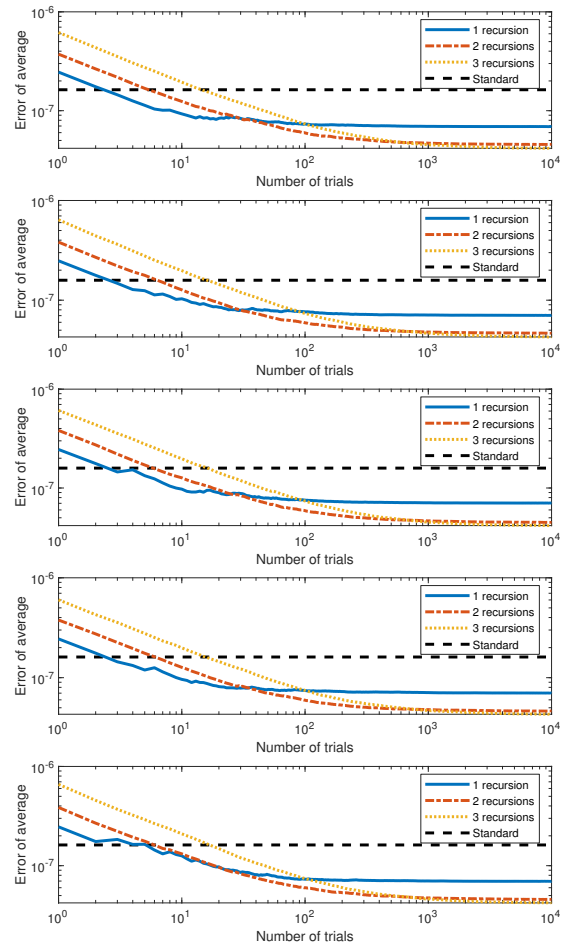 10^-6
10^-7
Error of average
1 recursion
2 recursions
3 recursions
Standard
10^0
10^1
10^2
10^3
10^4
Number of trials
10^-6
10^-7
Error of average
1 recursion
2 recursions
3 recursions
Standard
10^0
10^1
10^2
10^3
10^4
Number of trials
10^-6
10^-7
Error of average
1 recursion
2 recursions
3 recursions
Standard
10^0
10^1
10^2
10^3
10^4
Number of trials
10^-6
10^-7
Error of average
1 recursion
2 recursions
3 recursions
Standard
10^0
10^1
10^2
10^3
10^4
Number of trials
10^-6
10^-7
Error of average
1 recursion
2 recursions
3 recursions
Standard
10^0
10^1
10^2
10^3
10^4
Number of trials